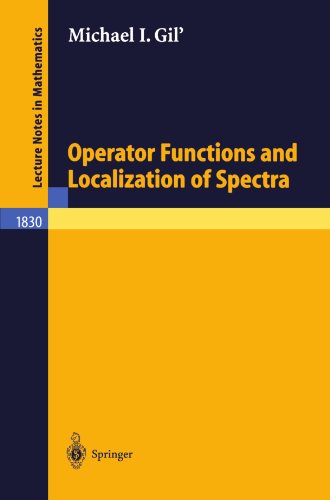 Michael I. Gil'
Lecture Notes in Mathematics
Operator Functions and
Localization of Spectra
1830
Springer